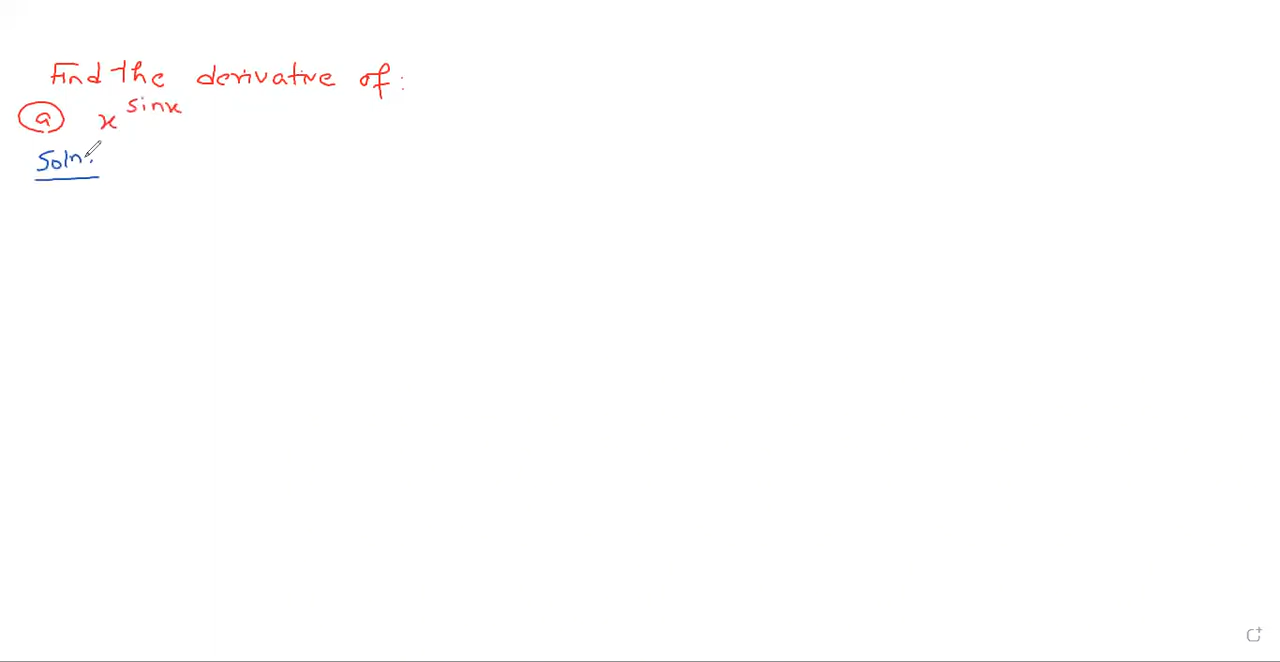 Find the derivative of:
(a) x^sinx
Soln: